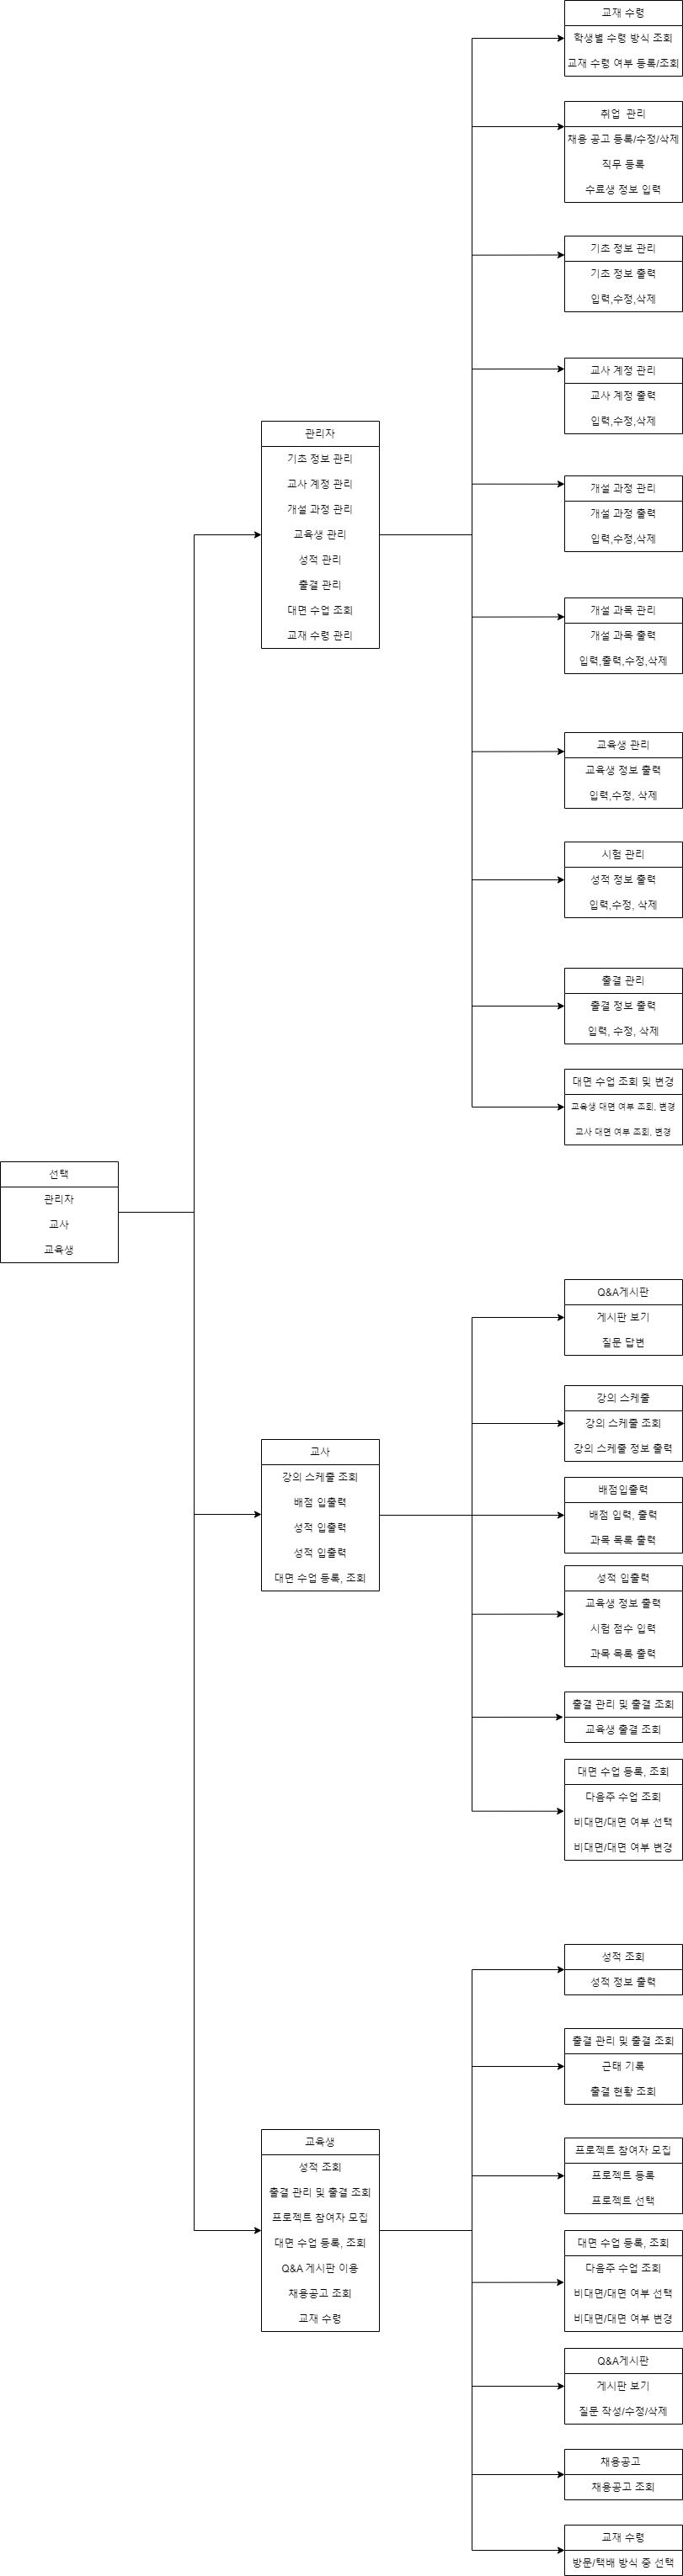 선택
관리자
교사
교육생
관리자
기초 정보 관리
교사 계정 관리
개설 과정 관리
교육생 관리
성적 관리
출결 관리
대면 수업 조회
교재 수령 관리
교재 수령
학생별 수령 방식 조회
교재 수령 여부 등록/조회
취업  관리
채용 공고 등록/수정/삭제
직무 등록
수료생 정보 입력
기초 정보 관리
기초 정보 출력
입력,수정,삭제
교사 계정 관리
교사 계정 출력
입력,수정,삭제
개설 과정 관리
개설 과정 출력
입력,수정,삭제
개설 과목 관리
개설 과목 출력
입력,출력,수정,삭제
교육생 관리
교육생 정보 출력
입력,수정, 삭제
시험 관리
성적 정보 출력
입력,수정, 삭제
출결 관리
출결 정보 출력
입력, 수정, 삭제
대면 수업 조회 및 변경
교육생 대면 여부 조회, 변경
교사 대면 여부 조회, 변경
교사
강의 스케줄 조회
배점 입출력
성적 입출력
성적 입출력
대면 수업 등록, 조회
Q&A게시판
게시판 보기
질문 답변
강의 스케줄
강의 스케줄 조회
강의 스케줄 정보 출력
배점입출력
배점 입력, 출력
과목 목록 출력
성적 입출력
교육생 정보 출력
시험 점수 입력
과목 목록 출력
출결 관리 및 출결 조회
교육생 출결 조회
대면 수업 등록, 조회
다음주 수업 조회
비대면/대면 여부 선택
비대면/대면 여부 변경
교육생
성적 조회
출결 관리 및 출결 조회
프로젝트 참여자 모집
대면 수업 등록, 조회
Q&A 게시판 이용
채용공고 조회
교재 수령
성적 조회
성적 정보 출력
출결 관리 및 출결 조회
근태 기록
출결 현황 조회
프로젝트 참여자 모집
프로젝트 등록
프로젝트 선택
대면 수업 등록, 조회
다음주 수업 조회
비대면/대면 여부 선택
비대면/대면 여부 변경
Q&A게시판
게시판 보기
질문 작성/수정/삭제
채용공고
채용공고 조회
교재 수령
방문/택배 방식 중 선택